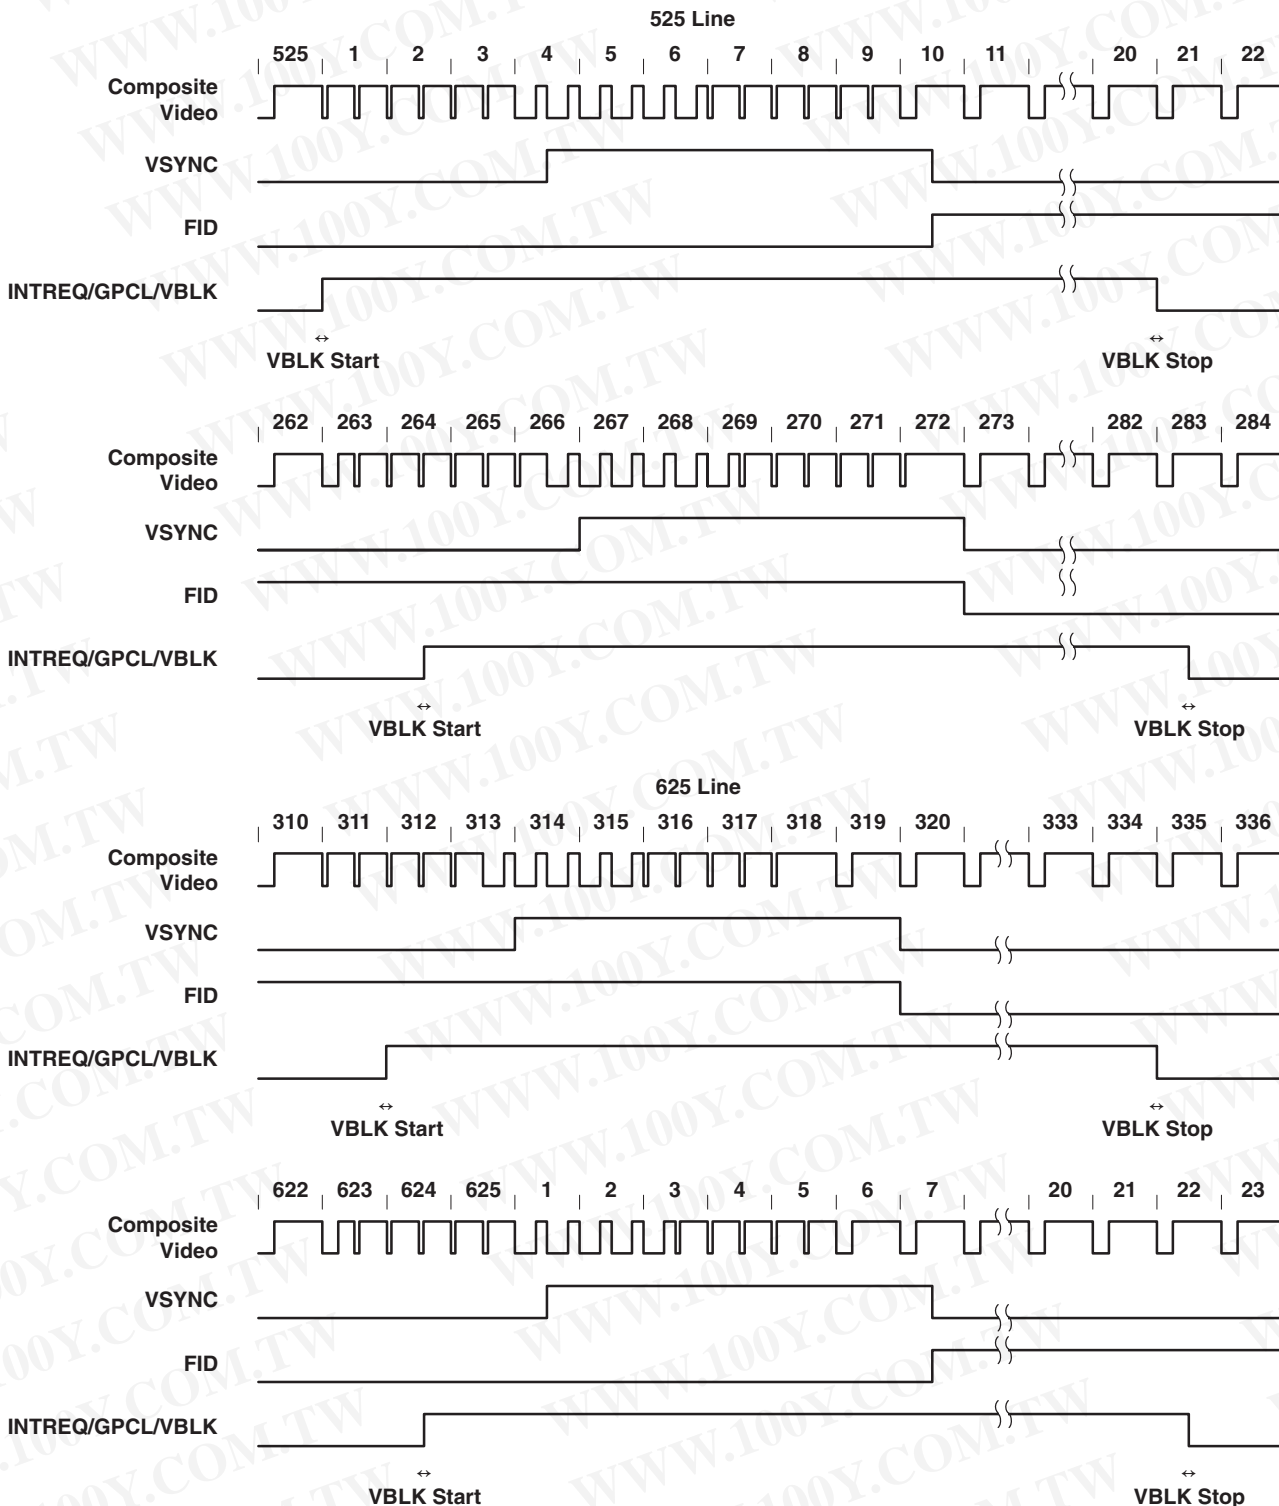 525 Line
525 1 2 3 4 5 6 7 8 9 10 11 20 21 22
Composite
Video
VSYNC
FID
INTREQ/GPCL/VBLK
VBLK Start VBLK Stop
262 263 264 265 266 267 268 269 270 271 272 273 282 283 284
Composite
Video
VSYNC
FID
INTREQ/GPCL/VBLK
VBLK Start VBLK Stop
625 Line
310 311 312 313 314 315 316 317 318 319 320 333 334 335 336
Composite
Video
VSYNC
FID
INTREQ/GPCL/VBLK
VBLK Start VBLK Stop
622 623 624 625 1 2 3 4 5 6 7 20 21 22 23
Composite
Video
VSYNC
FID
INTREQ/GPCL/VBLK
VBLK Start VBLK Stop
WWW.100Y.COM.TW